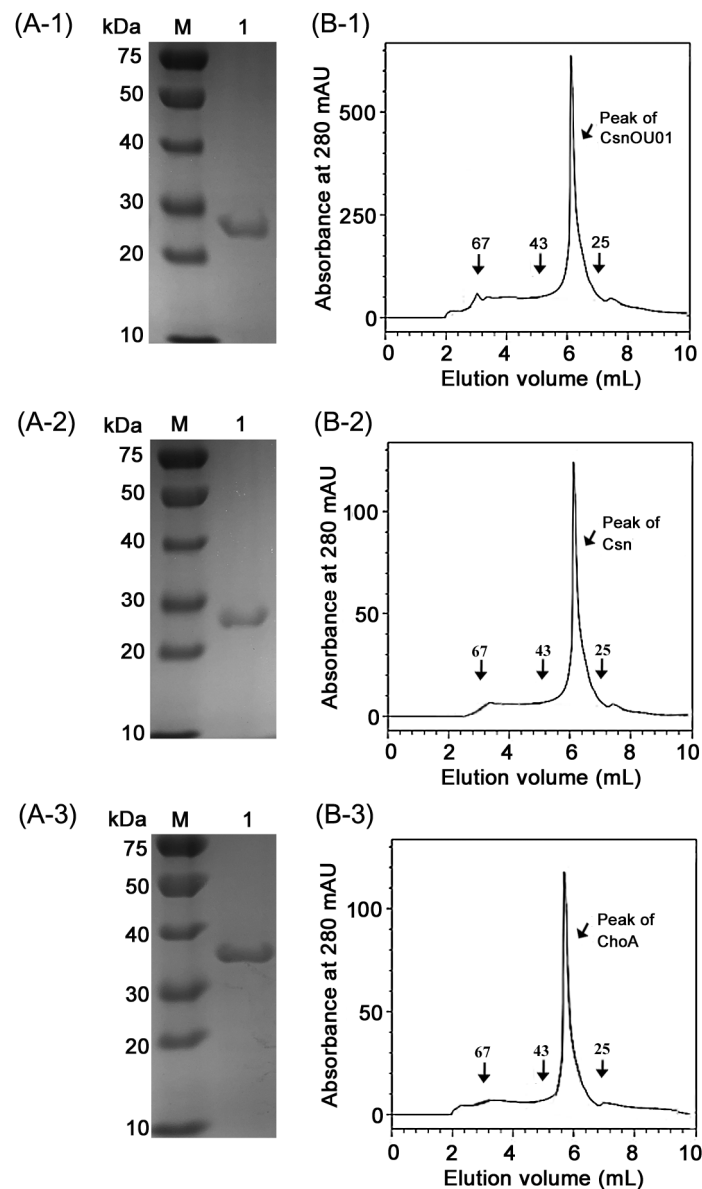 (A-1)
kDa M 1
75
50
40
30
20
10
(B-1)
Absorbance at 280 mAU
500
250
0
Peak of
CsnOU01
67 43 25
0 2 4 6 8 10
Elution volume (mL)
(A-2)
kDa M 1
75
50
40
30
20
10
(B-2)
Absorbance at 280 mAU
100
50
0
Peak of
Csn
67 43 25
0 2 4 6 8 10
Elution volume (mL)
(A-3)
kDa M 1
75
50
40
30
20
10
(B-3)
Absorbance at 280 mAU
100
50
0
Peak of
ChoA
67 43 25
0 2 4 6 8 10
Elution volume (mL)